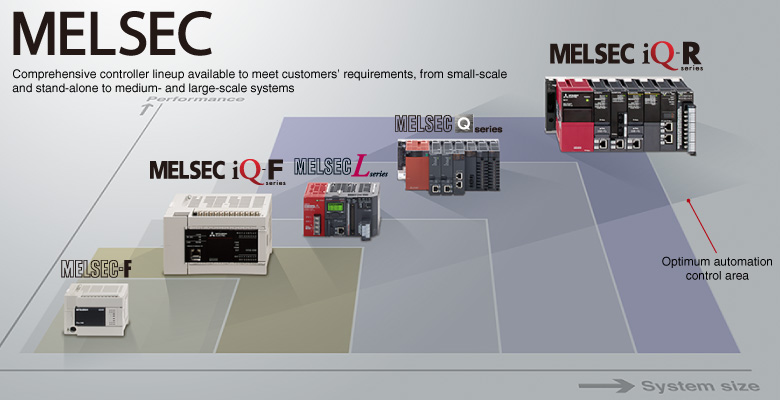 MELSEC
Comprehensive controller lineup available to meet customers' requirements, from small-scale
and stand-alone to medium- and large-scale systems
Performance
MELSEC iQ-R
series
MELSEC Q series
MELSEC iQ-F
series
MELSEC L series
MELSEC-F
Optimum automation
control area
System size